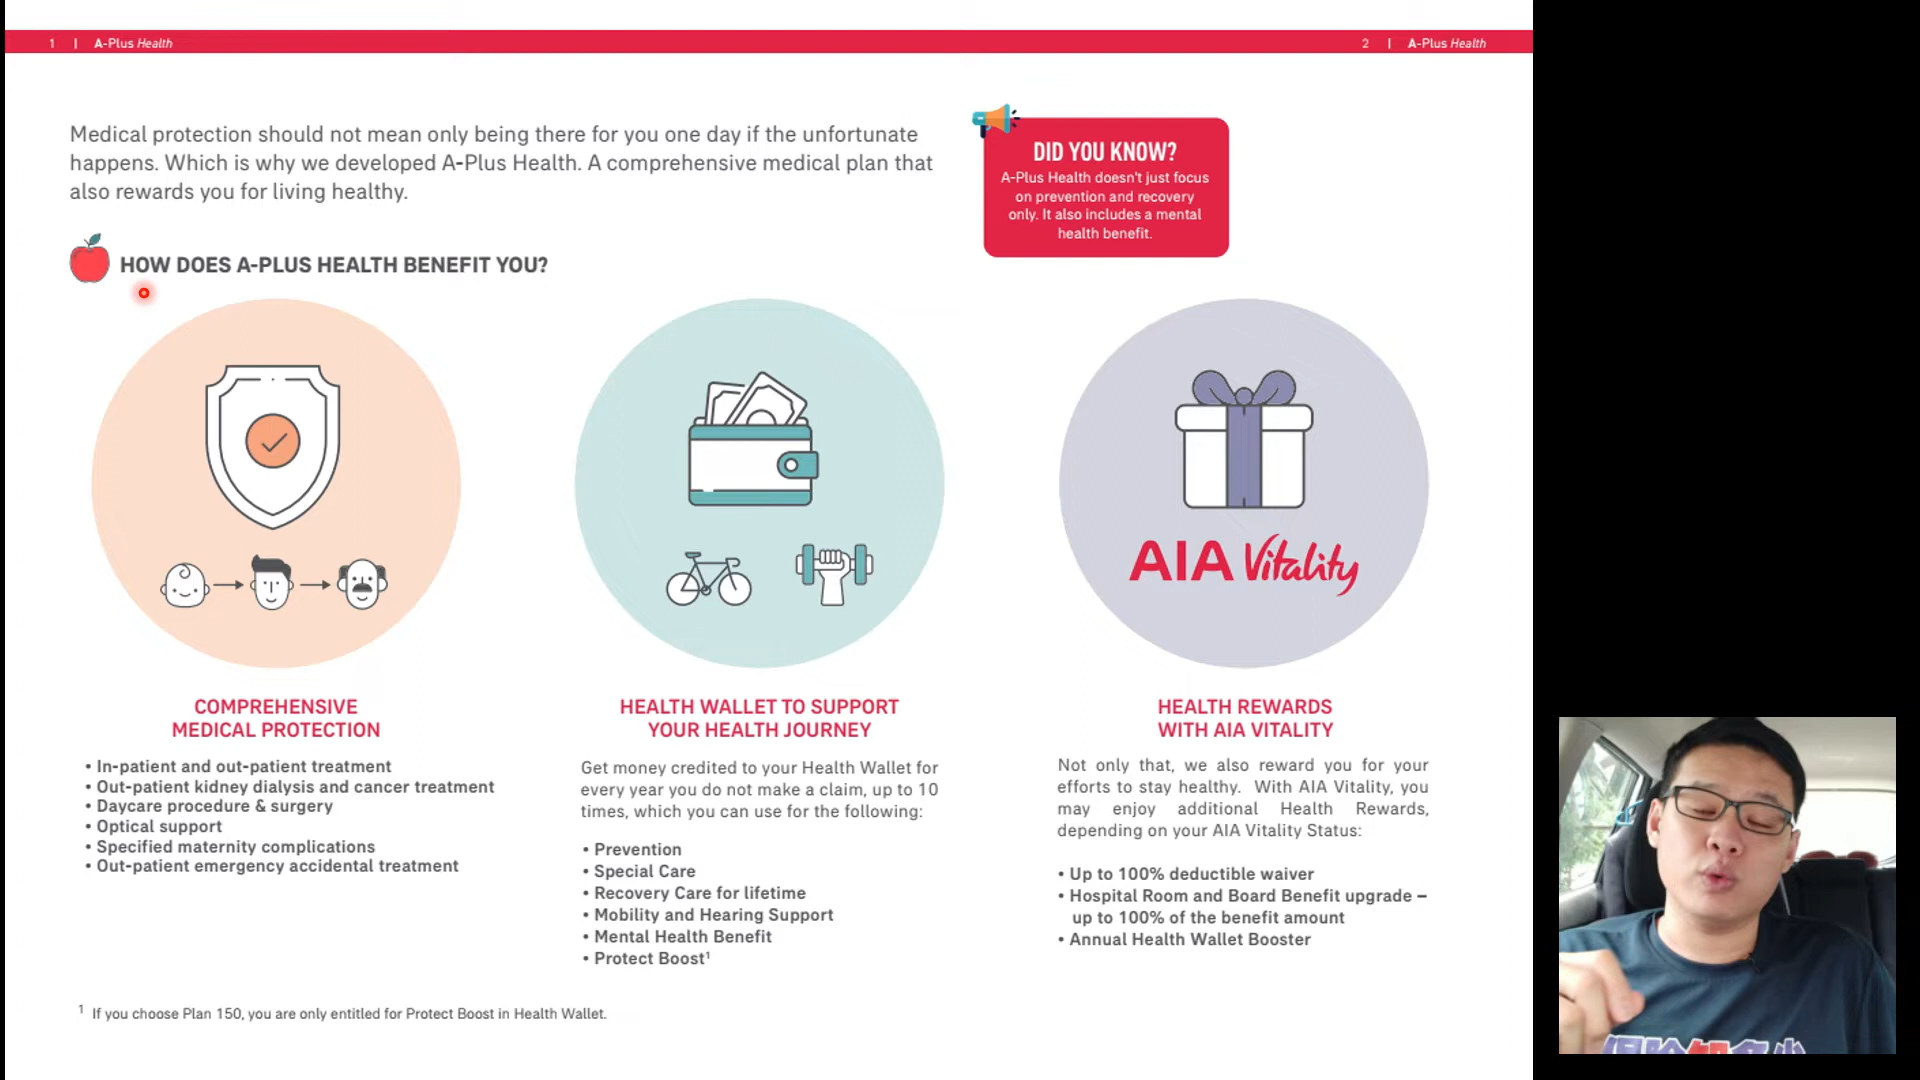 1 | A-Plus Health
2 | A-Plus Health
Medical protection should not mean only being there for you one day if the unfortunate
happens. Which is why we developed A-Plus Health. A comprehensive medical plan that
also rewards you for living healthy.
DID YOU KNOW?
A-Plus Health doesn't just focus
on prevention and recovery
only. It also includes a mental
health benefit.
HOW DOES A-PLUS HEALTH BENEFIT YOU?
AIA Vitality
COMPREHENSIVE
MEDICAL PROTECTION
• In-patient and out-patient treatment
• Out-patient kidney dialysis and cancer treatment
• Daycare procedure & surgery
• Optical support
• Specified maternity complications
• Out-patient emergency accidental treatment
HEALTH WALLET TO SUPPORT
YOUR HEALTH JOURNEY
Get money credited to your Health Wallet for
every year you do not make a claim, up to 10
times, which you can use for the following:
• Prevention
• Special Care
• Recovery Care for lifetime
• Mobility and Hearing Support
• Mental Health Benefit
• Protect Boost¹
HEALTH REWARDS
WITH AIA VITALITY
Not only that, we also reward you for your
efforts to stay healthy. With AIA Vitality, you
may enjoy additional Health Rewards,
depending on your AIA Vitality Status:
• Up to 100% deductible waiver
• Hospital Room and Board Benefit upgrade –
up to 100% of the benefit amount
• Annual Health Wallet Booster
¹ If you choose Plan 150, you are only entitled for Protect Boost in Health Wallet.